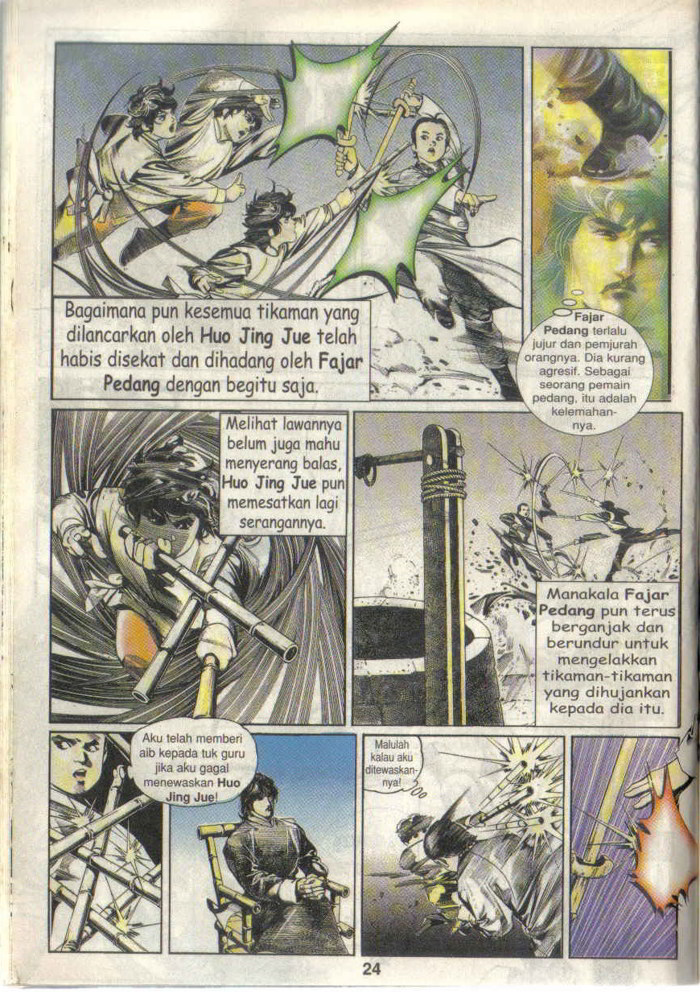 Bagaimana pun kesemua tikaman yang
dilancarkan oleh Huo Jing Jue telah
habis disekat dan dihadang oleh Fajar
Pedang dengan begitu saja.
Fajar
Pedang terlalu
jujur dan pemjurah
orangnya. Dia kurang
agresif. Sebagai
seorang pemain
pedang, itu adalah
kelemahan-
nya.
Melihat lawannya
belum juga mahu
menyerang balas,
Huo Jing Jue pun
memesatkan lagi
serangannya.
Manakala Fajar
Pedang pun terus
berganjak dan
berundur untuk
mengelakkan
tikaman-tikaman
yang dihujankan
kepada dia itu.
Aku telah memberi
aib kepada tuk guru
jika aku gagal
menewaskan Huo
Jing Jue!
Malulah
kalau aku
ditewaskan-
nya!
24